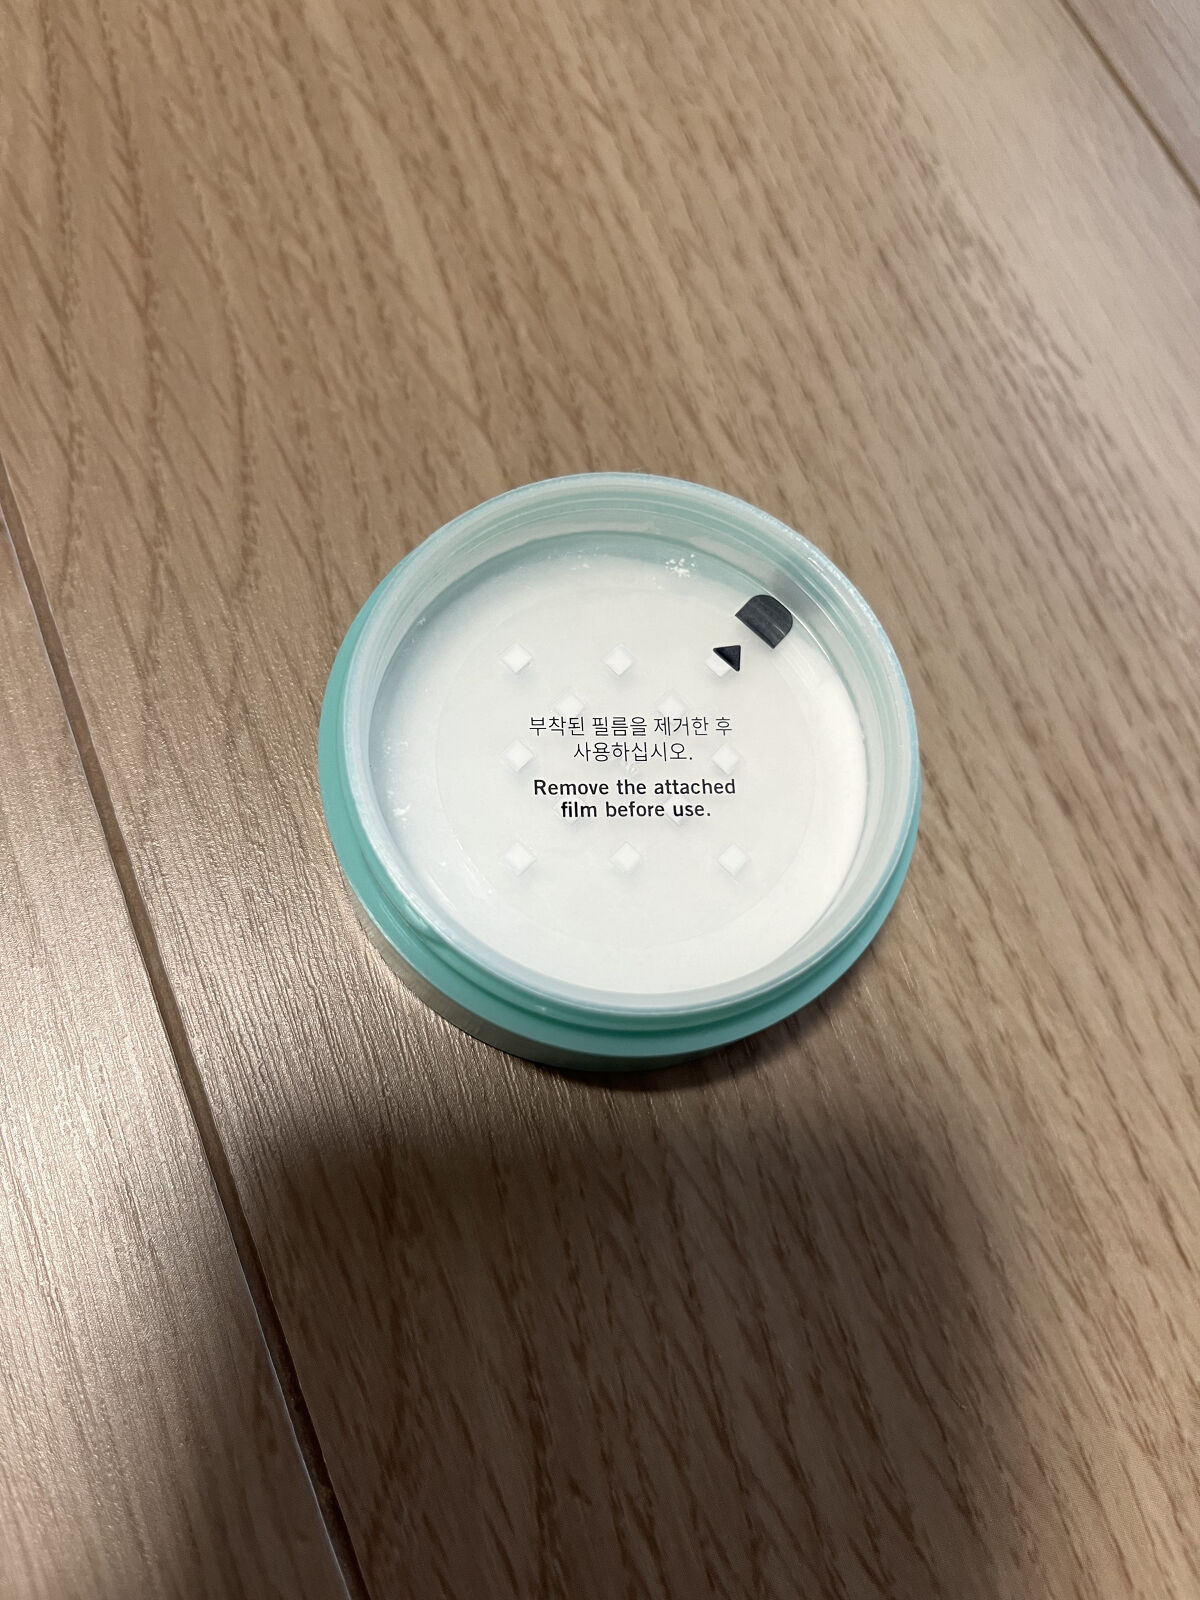 부착된 필름을 제거한 후
사용하십시오.
Remove the attached
film before use.